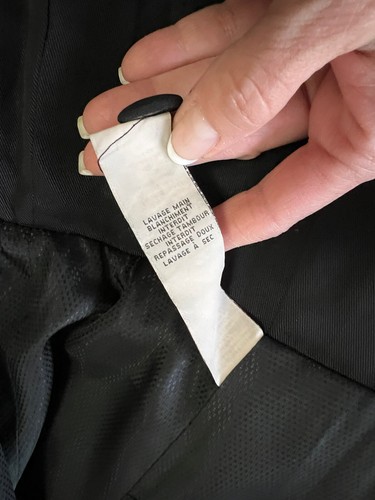 LAVAGE MAIN
BLANCHIMENT
INTERDIT
SECHAGE TAMBOUR
INTERDIT
REPASSAGE DOUX
LAVAGE A SEC